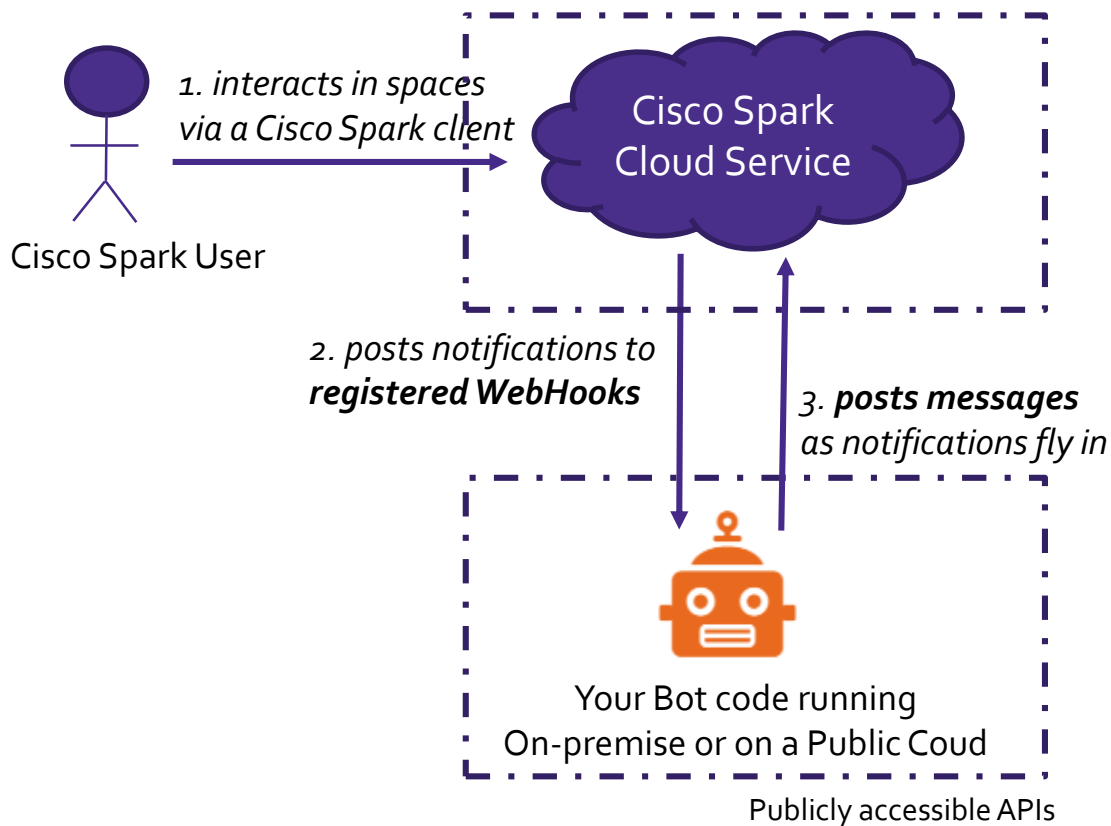 1. interacts in spaces
via a Cisco Spark client
Cisco Spark
Cloud Service
Cisco Spark User
2. posts notifications to
registered WebHooks
3. posts messages
as notifications fly in
Your Bot code running
On-premise or on a Public Coud
Publicly accessible APIs